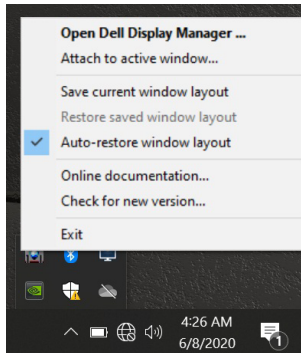 Open Dell Display Manager ...
Attach to active window...
Save current window layout
Restore saved window layout
Auto-restore window layout
Online documentation...
Check for new version...
Exit
4:26 AM
6/8/2020
1